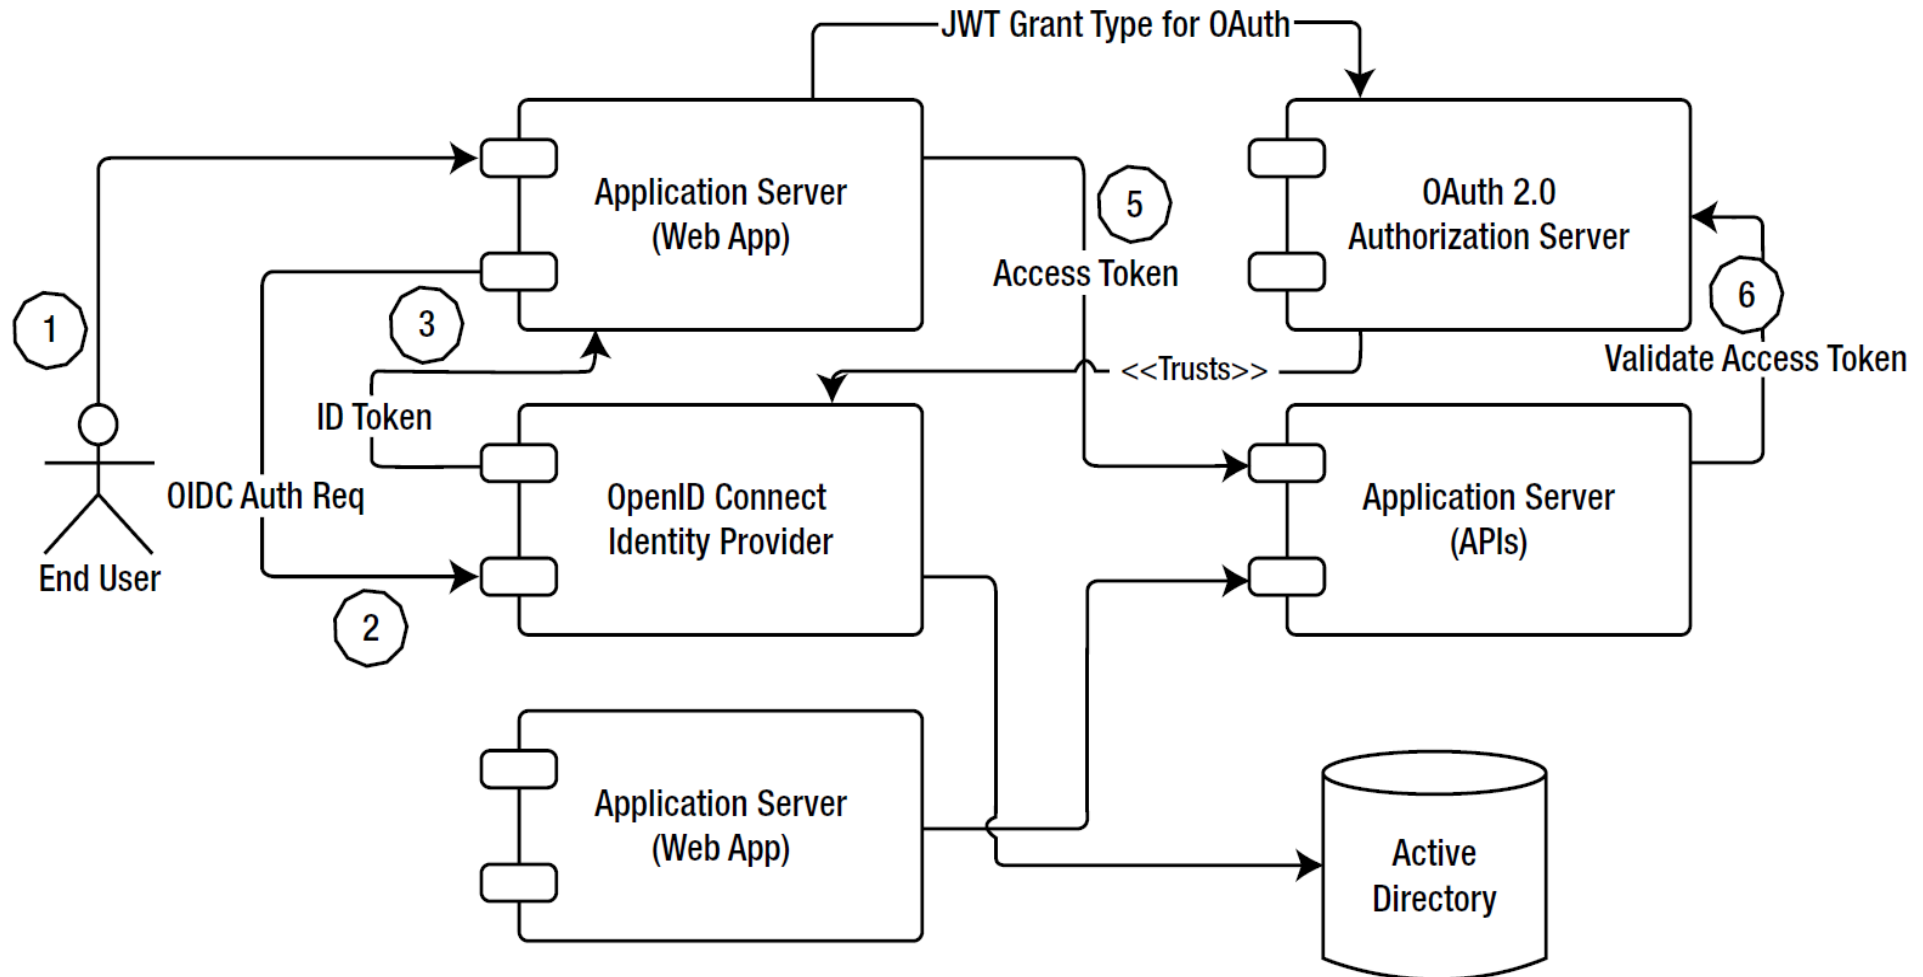 JWT Grant Type for OAuth
Application Server
(Web App)
5
Access Token
OAuth 2.0
Authorization Server
6
Validate Access Token
1
3
ID Token
<<Trusts>>
OIDC Auth Req
End User
2
OpenID Connect
Identity Provider
Application Server
(APIs)
Application Server
(Web App)
Active
Directory